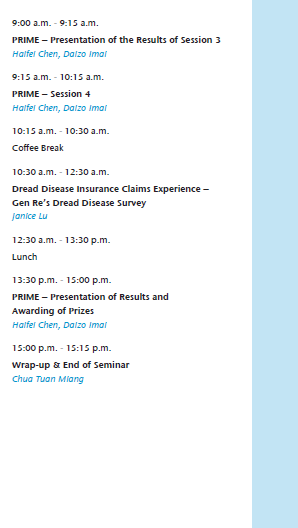 9:00 a.m. - 9:15 a.m.
PRIME – Presentation of the Results of Session 3
Haifei Chen, Daizo Imai
9:15 a.m. - 10:15 a.m.
PRIME – Session 4
Haifei Chen, Daizo Imai
10:15 a.m. - 10:30 a.m.
Coffee Break
10:30 a.m. - 12:30 a.m.
Dread Disease Insurance Claims Experience –
Gen Re's Dread Disease Survey
Janice Lu
12:30 a.m. - 13:30 p.m.
Lunch
13:30 p.m. - 15:00 p.m.
PRIME – Presentation of Results and
Awarding of Prizes
Haifei Chen, Daizo Imai
15:00 p.m. - 15:15 p.m.
Wrap-up & End of Seminar
Chua Tuan Miang